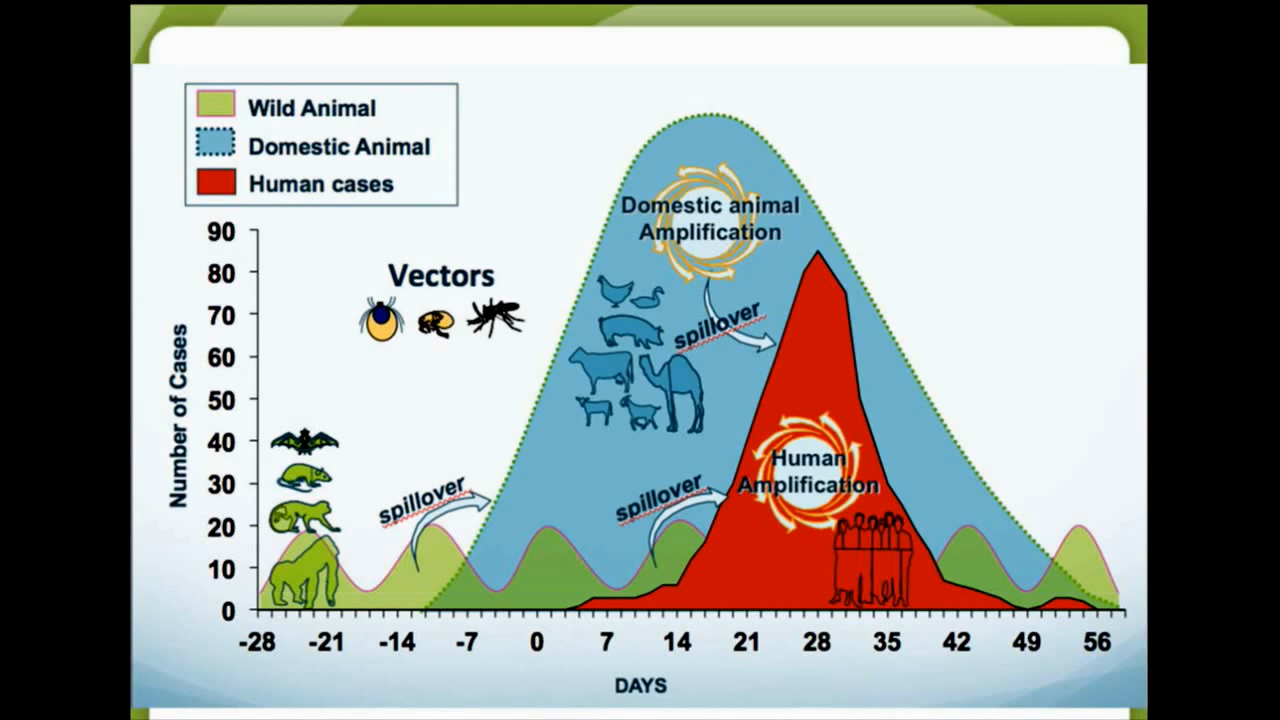 Wild Animal
Domestic Animal
Human cases
Domestic animal
Amplification
Vectors
spillover
spillover
spillover
Human
Amplification
Number of Cases
90
80
70
60
50
40
30
20
10
0
-28 -21 -14 -7 0 7 14 21 28 35 42 49 56
DAYS